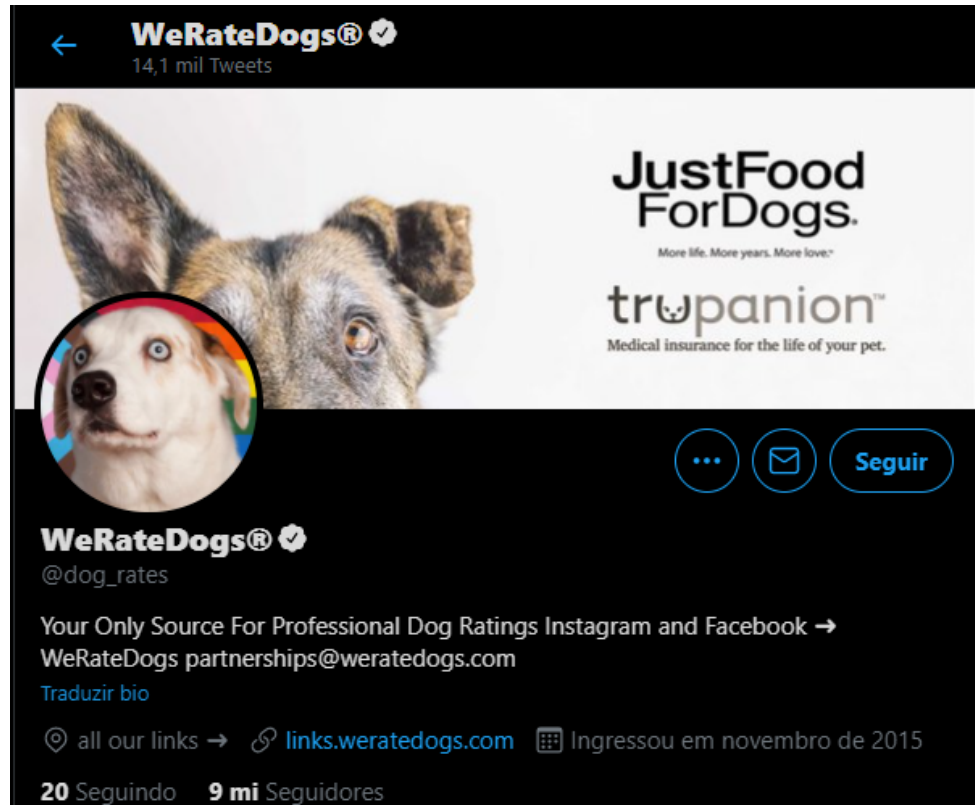 WeRateDogs®
14,1 mil Tweets
JustFood
ForDogs.
More life. More years. More love.™
trupanion™
Medical insurance for the life of your pet.
Seguir
WeRateDogs®
@dog_rates
Your Only Source For Professional Dog Ratings Instagram and Facebook →
WeRateDogs partnerships@weratedogs.com
Traduzir bio
all our links → links.weratedogs.com Ingressou em novembro de 2015
20 Seguindo 9 mi Seguidores